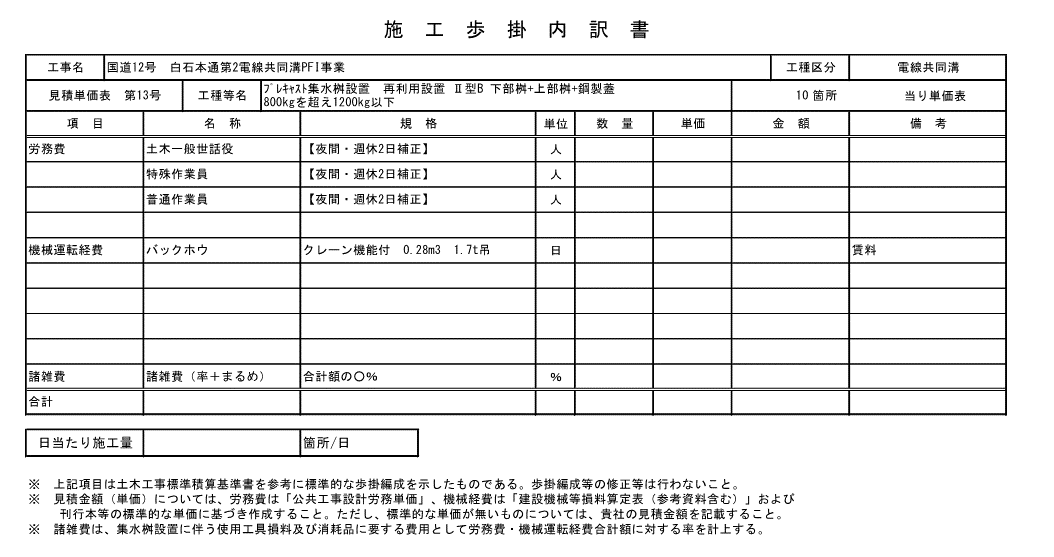 施 工 歩 掛 内 訳 書
工事名 国道12号 白石本通第2電線共同溝PFI事業 工種区分 電線共同溝
見積単価表 第13号 工種等名 ﾌﾟﾚｷｬｽﾄ集水桝設置 再利用設置 Ⅱ型B 下部桝+上部桝+鋼製蓋 800kgを超え1200kg以下 10 箇所 当り単価表
項 目 名 称 規 格 単位 数 量 単価 金 額 備 考
労務費 土木一般世話役 【夜間・週休2日補正】 人
特殊作業員 【夜間・週休2日補正】 人
普通作業員 【夜間・週休2日補正】 人
機械運転経費 バックホウ クレーン機能付 0.28m3 1.7t吊 日 賃料
諸雑費 諸雑費（率＋まるめ） 合計額の〇% %
合計
日当たり施工量 箇所/日
※ 上記項目は土木工事標準積算基準書を参考に標準的な歩掛編成を示したものである。歩掛編成等の修正等は行わないこと。
※ 見積金額（単価）については、労務費は「公共工事設計労務単価」、機械経費は「建設機械等損料算定表（参考資料含む）」および
刊行本等の標準的な単価に基づき作成すること。ただし、標準的な単価が無いものについては、貴社の見積金額を記載すること。
※ 諸雑費は、集水桝設置に伴う使用工具損料及び消耗品に要する費用として労務費・機械運転経費合計額に対する率を計上する。